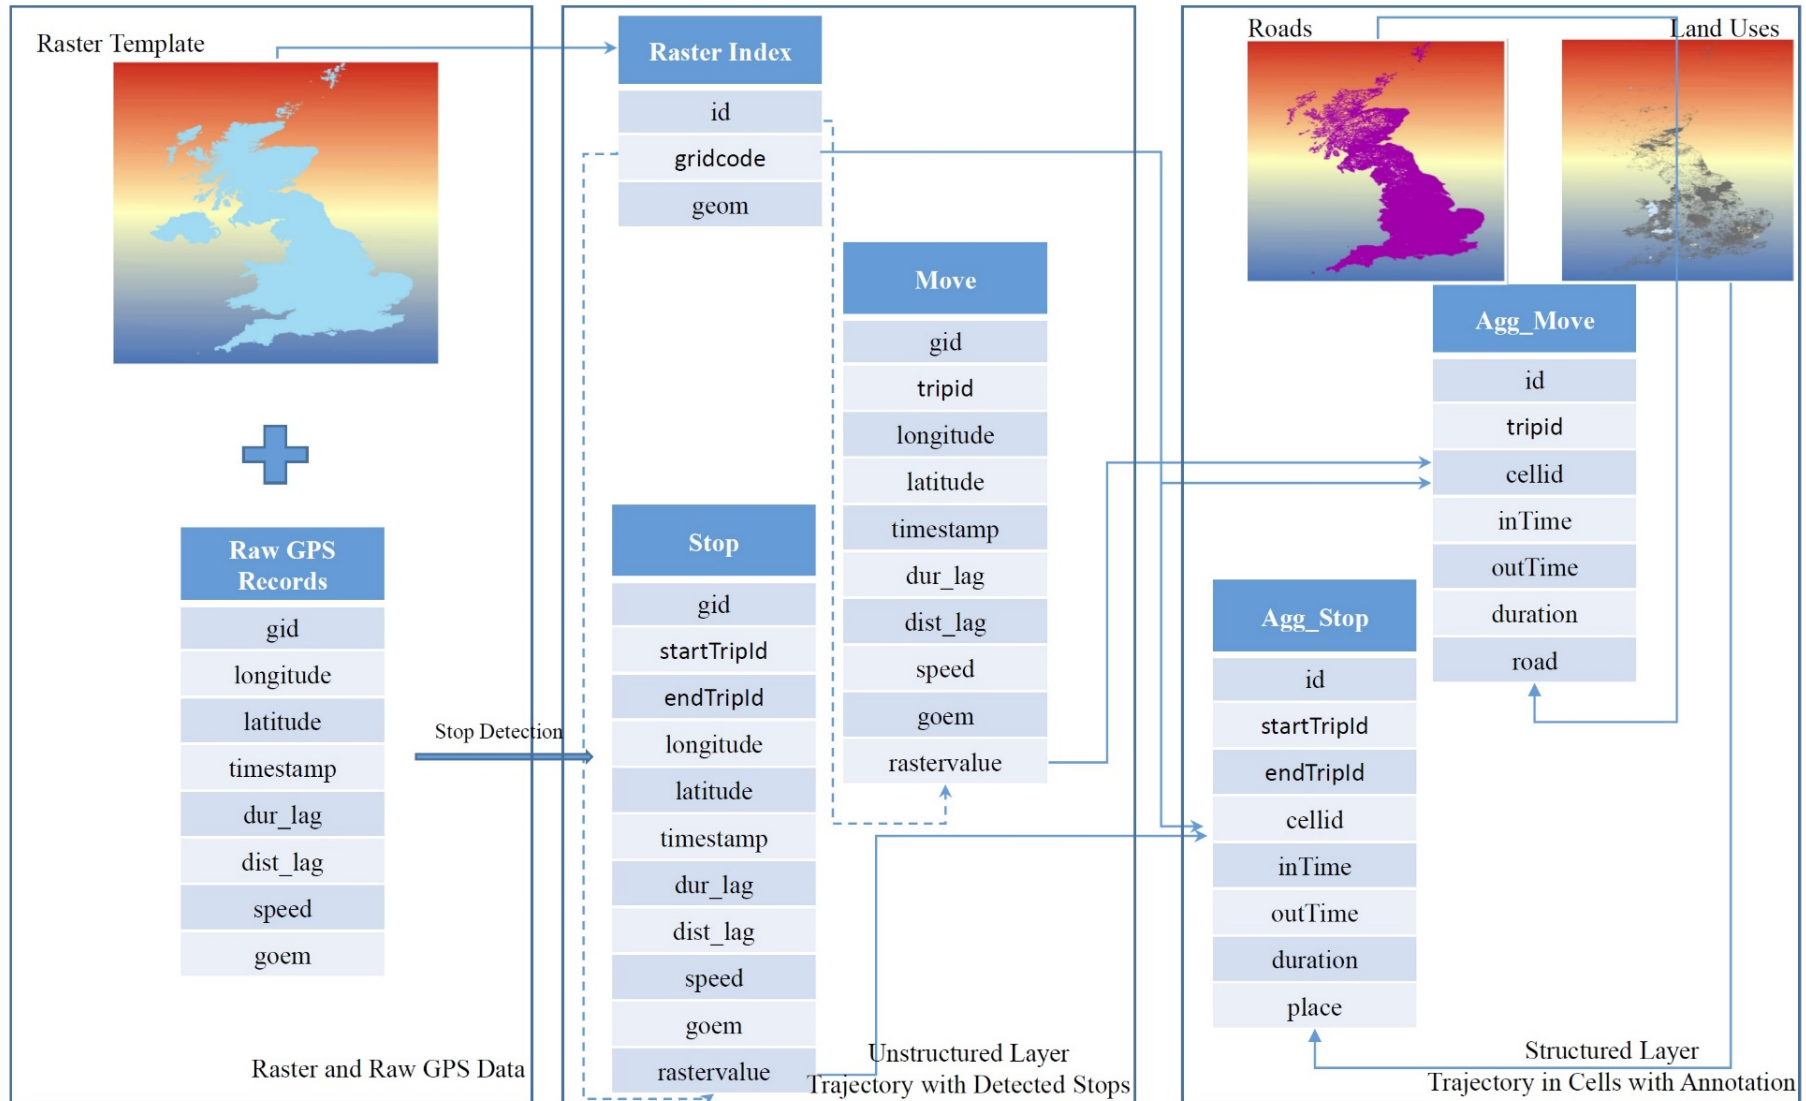 Raster Template
Raw GPS
Records
gid
longitude
latitude
timestamp
dur_lag
dist_lag
speed
goem
Stop Detection
Raster and Raw GPS Data
Raster Index
id
gridcode
geom
Move
gid
tripid
longitude
latitude
timestamp
dur_lag
dist_lag
speed
goem
rastervalue
Stop
gid
startTripId
endTripId
longitude
latitude
timestamp
dur_lag
dist_lag
speed
goem
rastervalue
Unstructured Layer
Trajectory with Detected Stops
Roads
Land Uses
Agg_Move
id
tripid
cellid
inTime
outTime
duration
road
Agg_Stop
id
startTripId
endTripId
cellid
inTime
outTime
duration
place
Structured Layer
Trajectory in Cells with Annotation